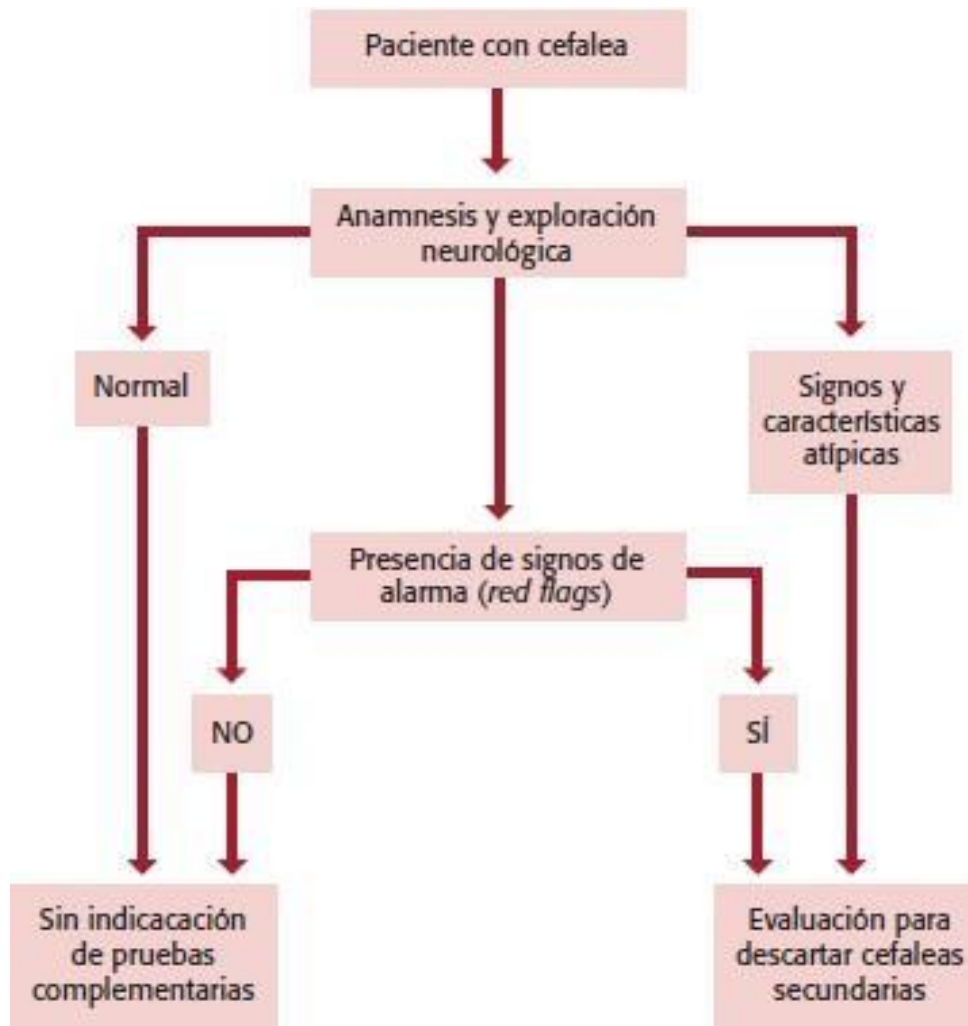 Paciente con cefalea
Anamnesis y exploración
neurológica
Normal
Signos y
características
atípicas
Presencia de signos de
alarma (red flags)
NO
SÍ
Sin indicacación
de pruebas
complementarias
Evaluación para
descartar cefaleas
secundarias